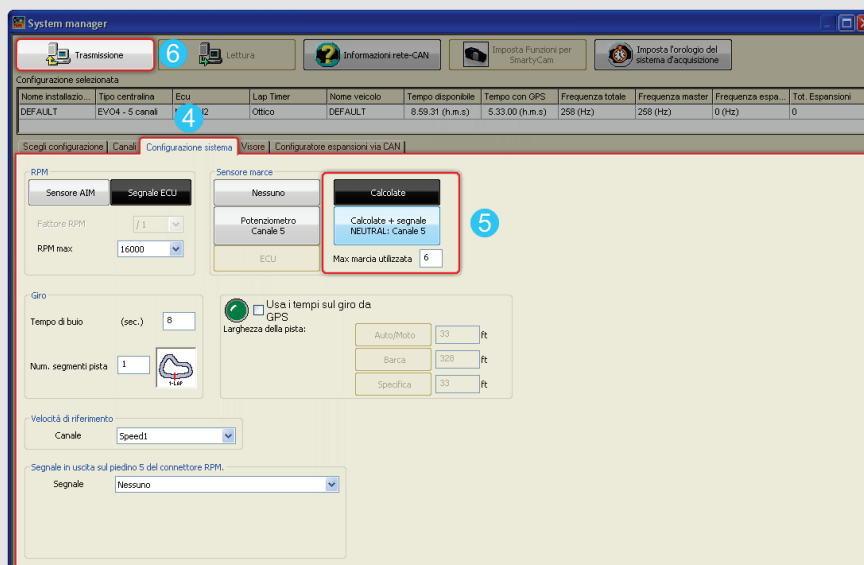 System manager
Trasmissione
6
Lettura
Informazioni rete-CAN
Imposta Funzioni per
SmartyCam
Imposta l'orologio del
sistema d'acquisizione
Configurazione selezionata
Nome installazio... Tipo centralina Ecu Lap Timer Nome veicolo Tempo disponibile Tempo con GPS Frequenza totale Frequenza master Frequenza espa... Tot. Espansioni
DEFAULT EVO4 - 5 canali Ottico DEFAULT 8.59.31 (h.m.s) 5.33.00 (h.m.s) 258 (Hz) 258 (Hz) 0 (Hz) 0
4
Scegli configurazione Canali Configurazione sistema Visore Configuratore espansioni via CAN
RPM
Sensore AIM Segnale ECU
Fattore RPM /1
RPM max 16000
Sensore marce
Nessuno Calcolate
Potenziometro
Canale 5
Calcolate + segnale
NEUTRAL: Canale 5
5
ECU
Max marcia utilizzata 6
Giro
Tempo di buio (sec.) 8
Num. segmenti pista 1
1-LAP
Usa i tempi sul giro da
GPS
Larghezza della pista:
Auto/Moto 33 ft
Barca 328 ft
Specifica 33 ft
Velocità di riferimento
Canale Speed1
Segnale in uscita sul piedino 5 del connettore RPM.
Segnale Nessuno